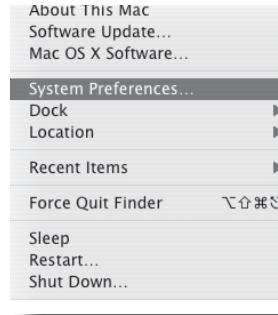 About This Mac
Software Update...
Mac OS X Software...
System Preferences...
Dock
Location
Recent Items
Force Quit Finder ⌥⇧⌘⎋
Sleep
Restart...
Shut Down...